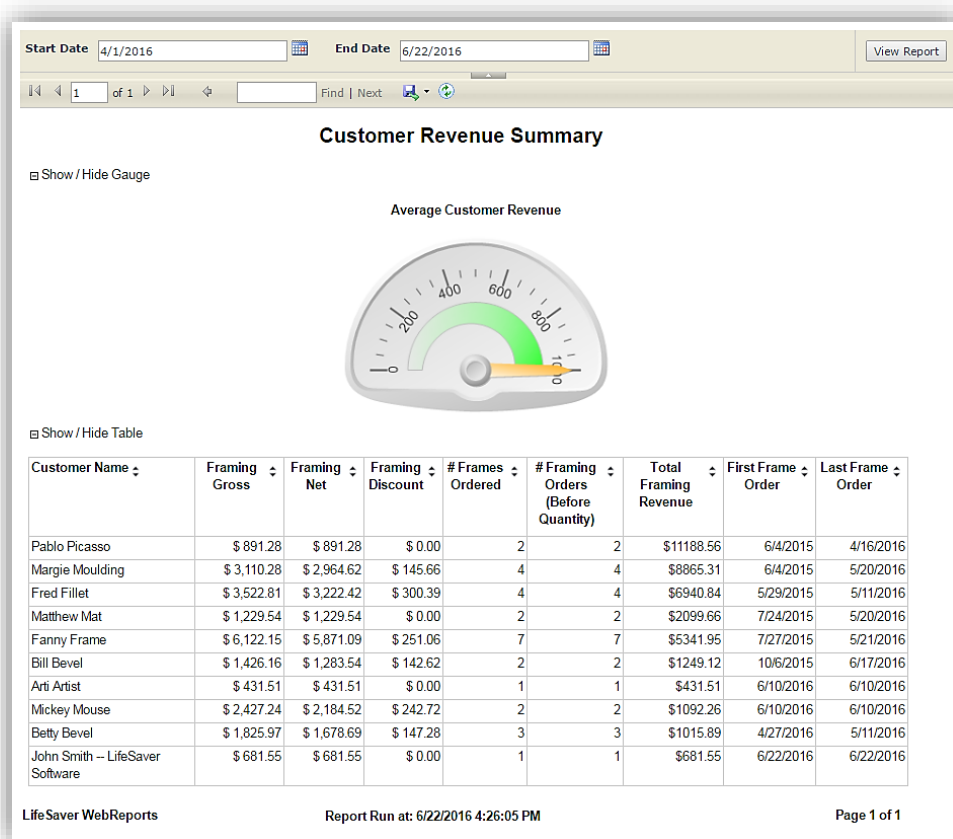 Start Date 4/1/2016 End Date 6/22/2016 View Report
1 of 1 Find | Next
Customer Revenue Summary
Show / Hide Gauge
Average Customer Revenue
0 200 400 600 800 1000
Show / Hide Table
Customer Name Framing Gross Framing Net Framing Discount # Frames Ordered # Framing Orders (Before Quantity) Total Framing Revenue First Frame Order Last Frame Order
Pablo Picasso $ 891.28 $ 891.28 $ 0.00 2 2 $11188.56 6/4/2015 4/16/2016
Margie Moulding $ 3,110.28 $ 2,964.62 $ 145.66 4 4 $8865.31 6/4/2015 5/20/2016
Fred Fillet $ 3,522.81 $ 3,222.42 $ 300.39 4 4 $6940.84 5/29/2015 5/11/2016
Matthew Mat $ 1,229.54 $ 1,229.54 $ 0.00 2 2 $2099.66 7/24/2015 5/20/2016
Fanny Frame $ 6,122.15 $ 5,871.09 $ 251.06 7 7 $5341.95 7/27/2015 5/21/2016
Bill Bevel $ 1,426.16 $ 1,283.54 $ 142.62 2 2 $1249.12 10/6/2015 6/17/2016
Arti Artist $ 431.51 $ 431.51 $ 0.00 1 1 $431.51 6/10/2016 6/10/2016
Mickey Mouse $ 2,427.24 $ 2,184.52 $ 242.72 2 2 $1092.26 6/10/2016 6/10/2016
Betty Bevel $ 1,825.97 $ 1,678.69 $ 147.28 3 3 $1015.89 4/27/2016 5/11/2016
John Smith -- LifeSaver $ 681.55 $ 681.55 $ 0.00 1 1 $681.55 6/22/2016 6/22/2016
Software
LifeSaver WebReports Report Run at: 6/22/2016 4:26:05 PM Page 1 of 1